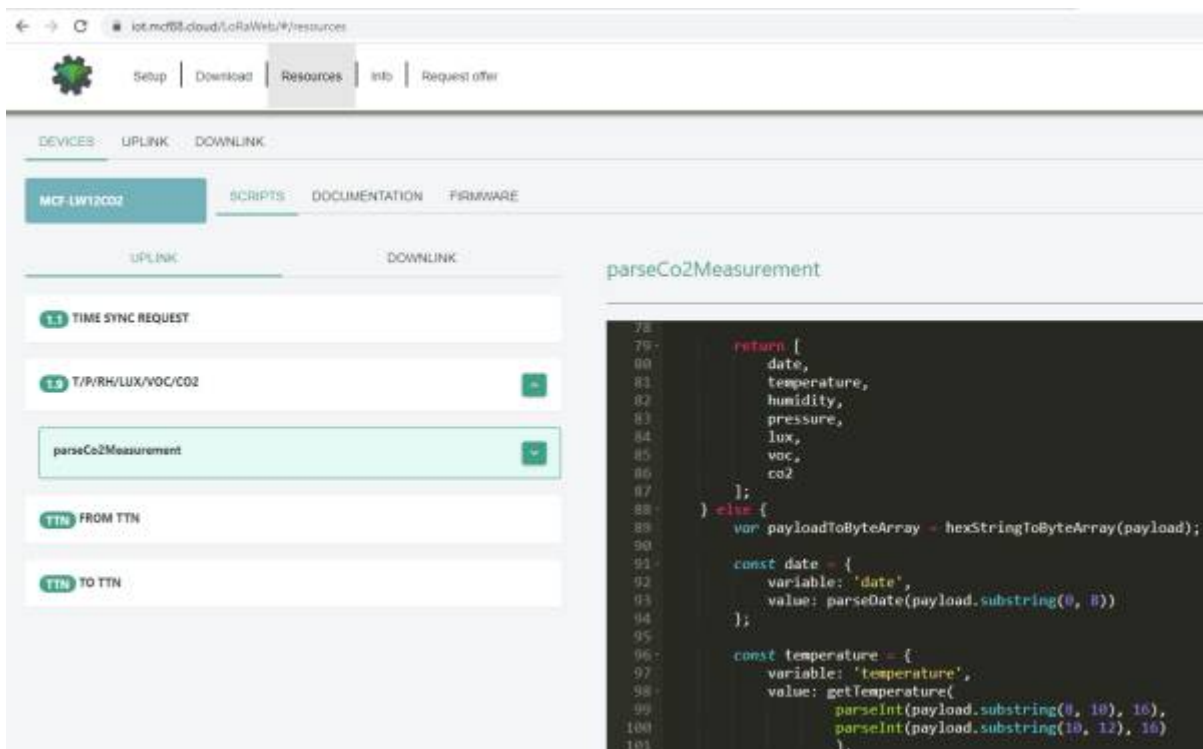 iot.mcf88.cloud/LoRaWeb/#/resources
Setup | Download | Resources | Info | Request offer
DEVICES UPLINK DOWNLINK
MCF-LW12CO2 SCRIPTS DOCUMENTATION FIRMWARE
UPLINK DOWNLINK
parseCo2Measurement
1.1 TIME SYNC REQUEST
1.9 T/P/RH/LUX/VOC/CO2
parseCo2Measurement
TTN FROM TTN
TTN TO TTN
78
79 return [
80 date,
81 temperature,
82 humidity,
83 pressure,
84 lux,
85 voc,
86 co2
87 ];
88 } else {
89 var payloadToByteArray = hexStringToByteArray(payload);
90
91 const date = {
92 variable: 'date',
93 value: parseDate(payload.substring(0, 8))
94 };
95
96 const temperature = {
97 variable: 'temperature',
98 value: getTemperature(
99 parseInt(payload.substring(8, 10), 16),
100 parseInt(payload.substring(10, 12), 16)
101 )